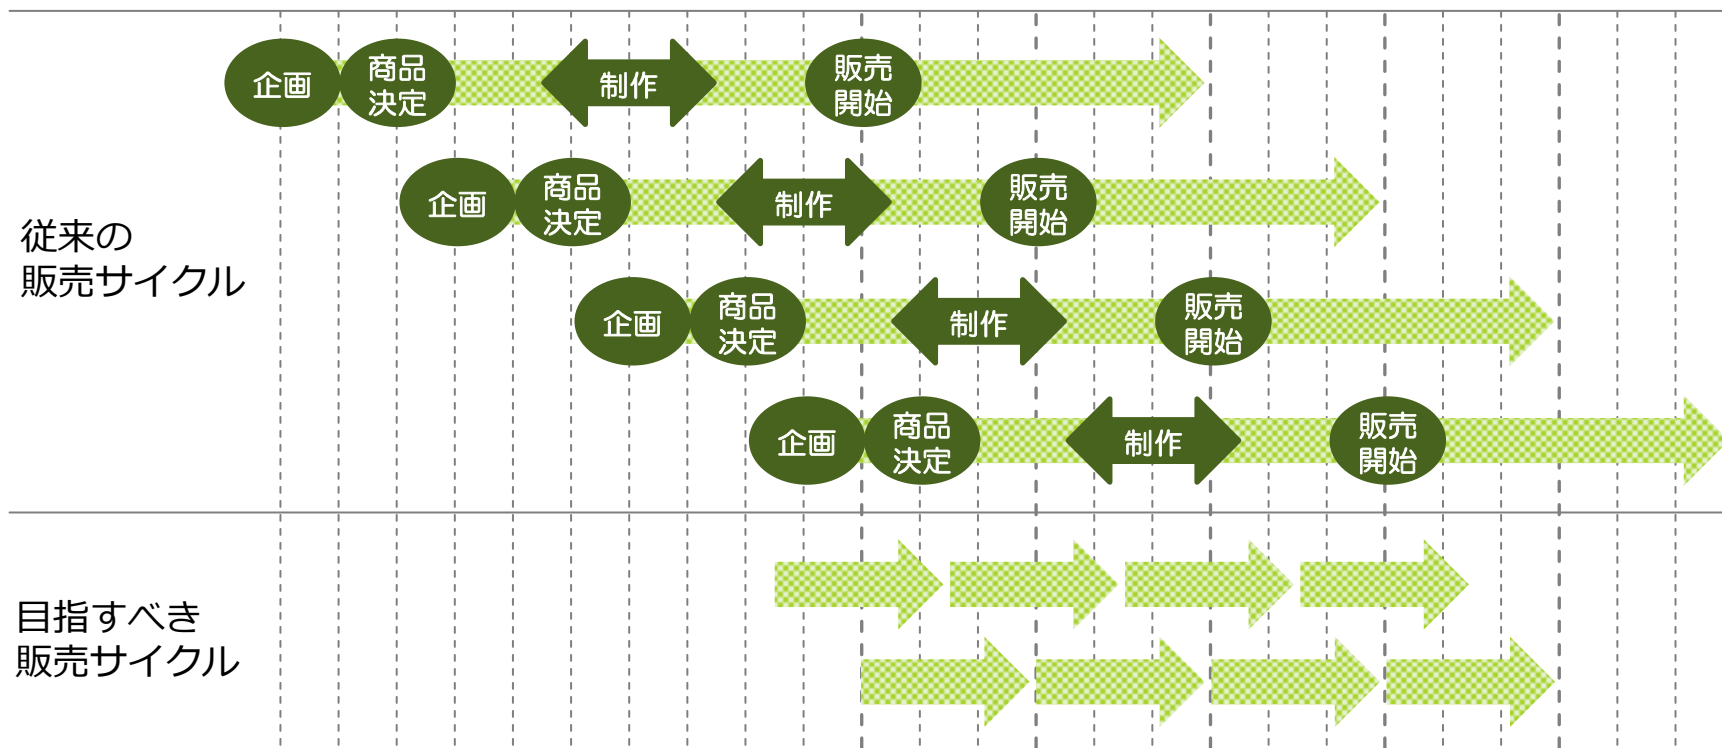 企画
商品
決定
制作
販売
開始
企画
商品
決定
制作
販売
開始
従来の
販売サイクル
企画
商品
決定
制作
販売
開始
企画
商品
決定
制作
販売
開始
目指すべき
販売サイクル